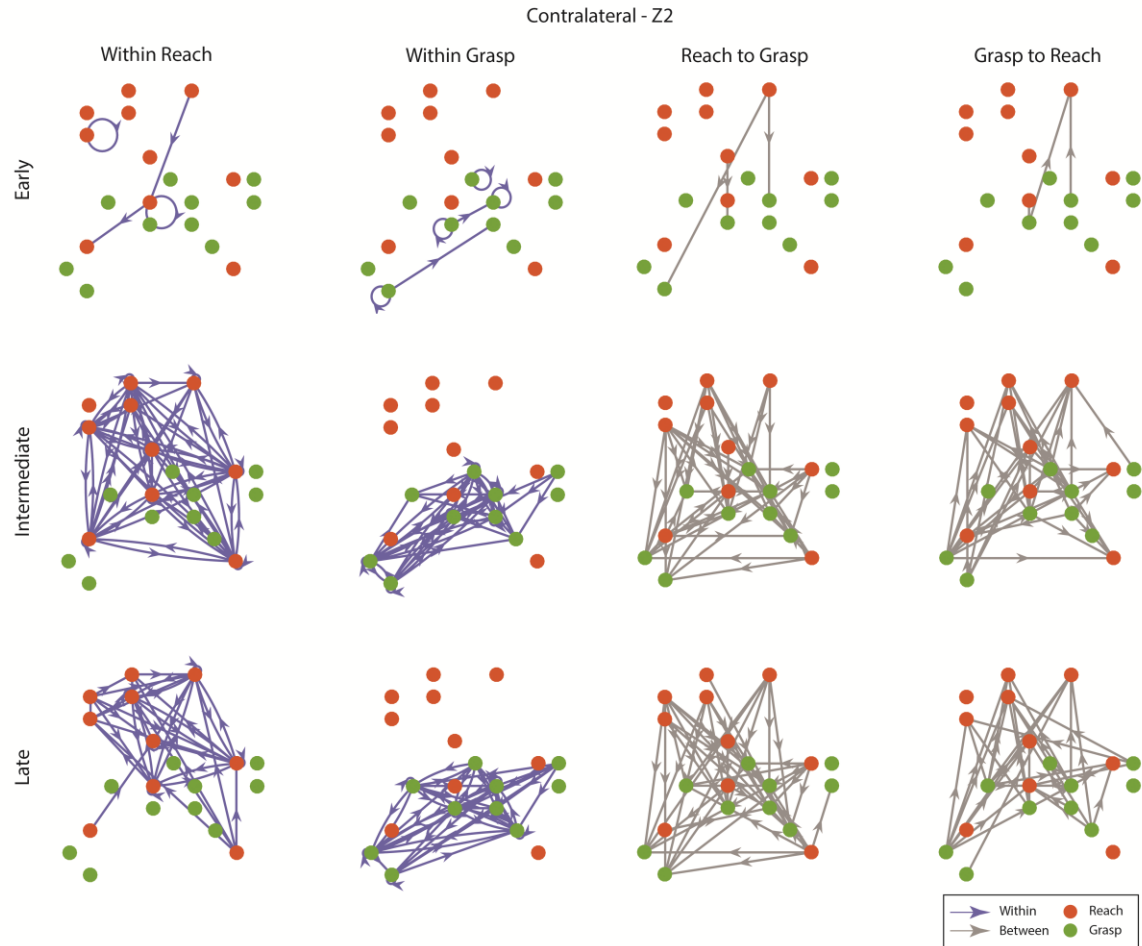 Contralateral - Z2
Within Reach
Within Grasp
Reach to Grasp
Grasp to Reach
Early
Intermediate
Late
Within
Reach
Between
Grasp